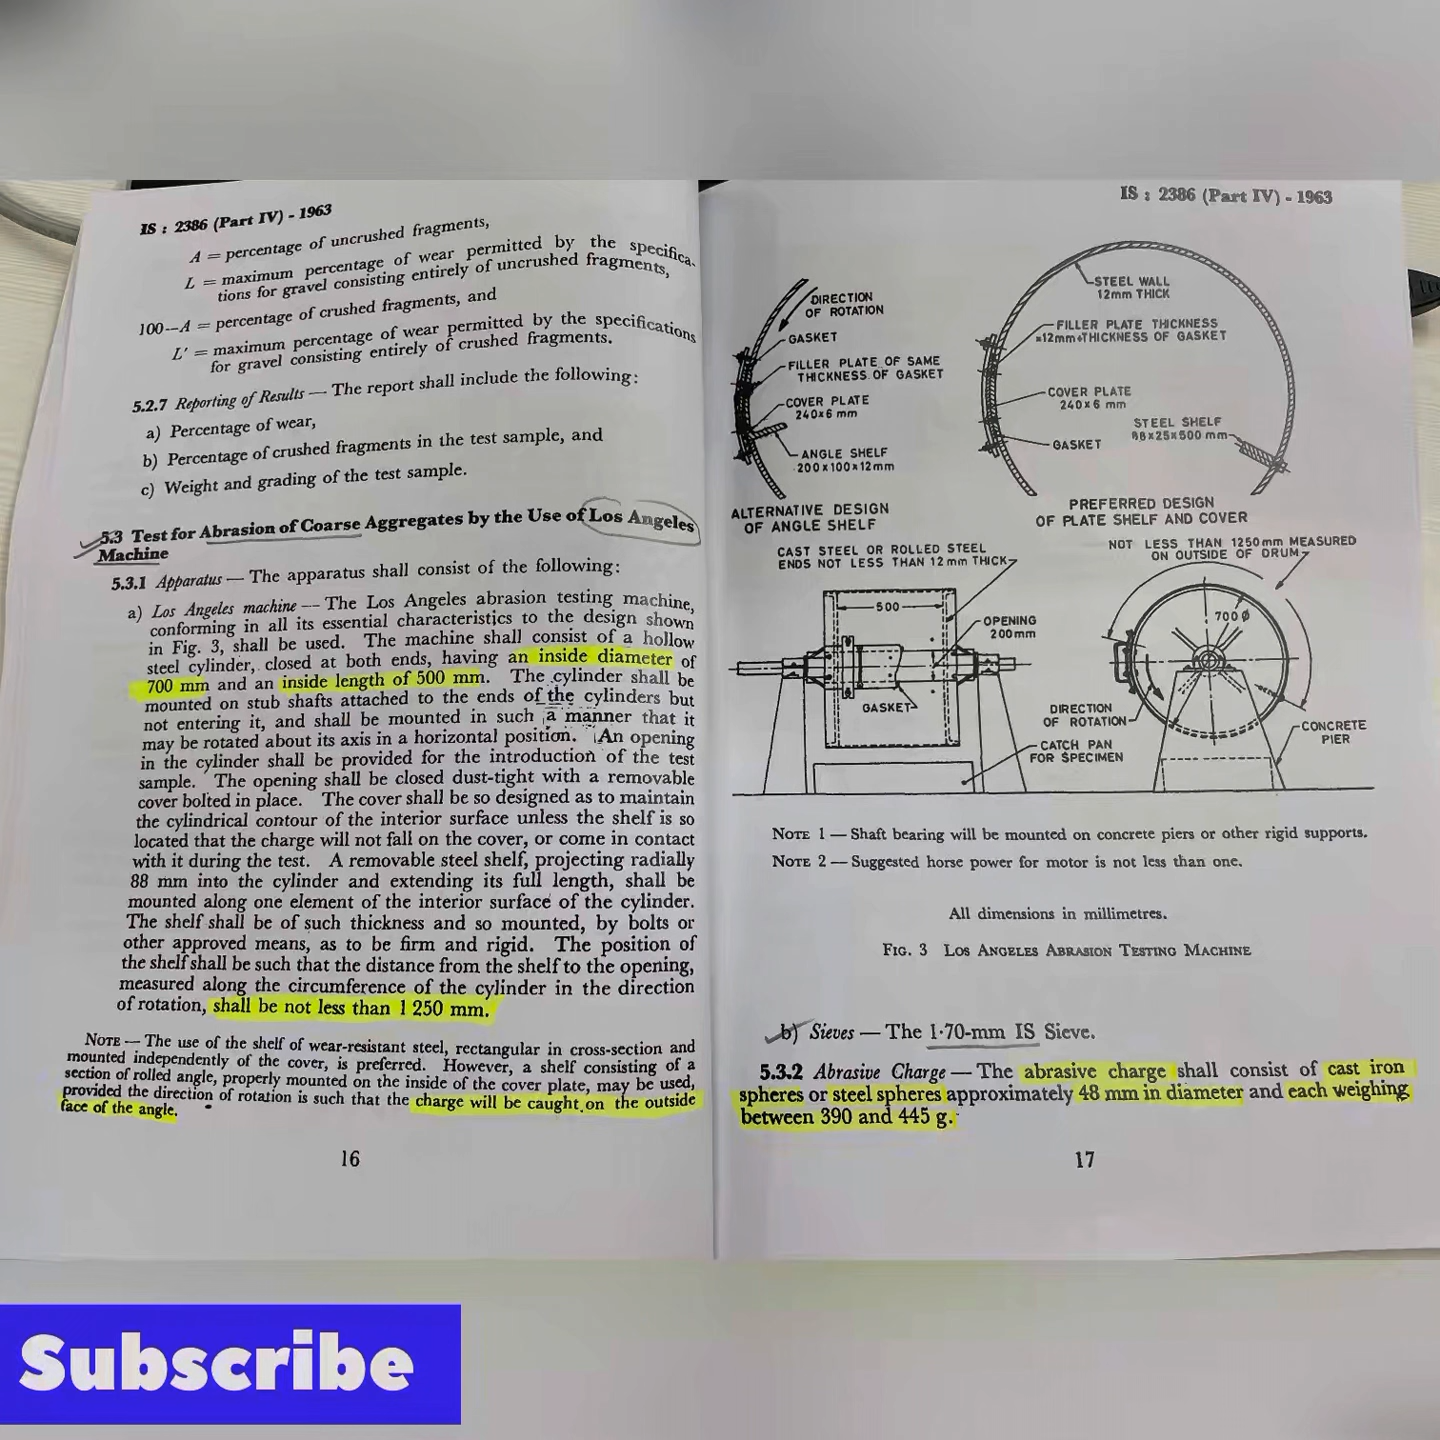 IS : 2386 (Part IV) - 1963
A = percentage of uncrushed fragments,
L = maximum percentage of wear permitted by the specifica-
tions for gravel consisting entirely of uncrushed fragments,
100--A = percentage of crushed fragments, and
L' = maximum percentage of wear permitted by the specifications
for gravel consisting entirely of crushed fragments.
5.2.7 Reporting of Results — The report shall include the following:
a) Percentage of wear,
b) Percentage of crushed fragments in the test sample, and
c) Weight and grading of the test sample.
5.3 Test for Abrasion of Coarse Aggregates by the Use of Los Angeles
Machine
5.3.1 Apparatus — The apparatus shall consist of the following:
a) Los Angeles machine — The Los Angeles abrasion testing machine,
conforming in all its essential characteristics to the design shown
in Fig. 3, shall be used. The machine shall consist of a hollow
steel cylinder, closed at both ends, having an inside diameter of
700 mm and an inside length of 500 mm. The cylinder shall be
mounted on stub shafts attached to the ends of the cylinders but
not entering it, and shall be mounted in such a manner that it
may be rotated about its axis in a horizontal position. An opening
in the cylinder shall be provided for the introduction of the test
sample. The opening shall be closed dust-tight with a removable
cover bolted in place. The cover shall be so designed as to maintain
the cylindrical contour of the interior surface unless the shelf is so
located that the charge will not fall on the cover, or come in contact
with it during the test. A removable steel shelf, projecting radially
88 mm into the cylinder and extending its full length, shall be
mounted along one element of the interior surface of the cylinder.
The shelf shall be of such thickness and so mounted, by bolts or
other approved means, as to be firm and rigid. The position of
the shelf shall be such that the distance from the shelf to the opening,
measured along the circumference of the cylinder in the direction
of rotation, shall be not less than 1 250 mm.
NOTE — The use of the shelf of wear-resistant steel, rectangular in cross-section and
mounted independently of the cover, is preferred. However, a shelf consisting of a
section of rolled angle, properly mounted on the inside of the cover plate, may be used,
provided the direction of rotation is such that the charge will be caught on the outside
face of the angle.
16
IS : 2386 (Part IV) - 1963
DIRECTION
OF ROTATION
GASKET
FILLER PLATE OF SAME
THICKNESS OF GASKET
COVER PLATE
240x6 mm
ANGLE SHELF
200x100x12mm
ALTERNATIVE DESIGN
OF ANGLE SHELF
STEEL WALL
12mm THICK
FILLER PLATE THICKNESS
=12mm+THICKNESS OF GASKET
COVER PLATE
240x6 mm
STEEL SHELF
88x25x500 mm
GASKET
PREFERRED DESIGN
OF PLATE SHELF AND COVER
CAST STEEL OR ROLLED STEEL
ENDS NOT LESS THAN 12mm THICK
500
OPENING
200mm
GASKET
CATCH PAN
FOR SPECIMEN
NOT LESS THAN 1250mm MEASURED
ON OUTSIDE OF DRUM
700 ø
DIRECTION
OF ROTATION
CONCRETE
PIER
NOTE 1 — Shaft bearing will be mounted on concrete piers or other rigid supports.
NOTE 2 — Suggested horse power for motor is not less than one.
All dimensions in millimetres.
FIG. 3 LOS ANGELES ABRASION TESTING MACHINE
b) Sieves — The 1·70-mm IS Sieve.
5.3.2 Abrasive Charge — The abrasive charge shall consist of cast iron
spheres or steel spheres approximately 48 mm in diameter and each weighing
between 390 and 445 g.
17
Subscribe